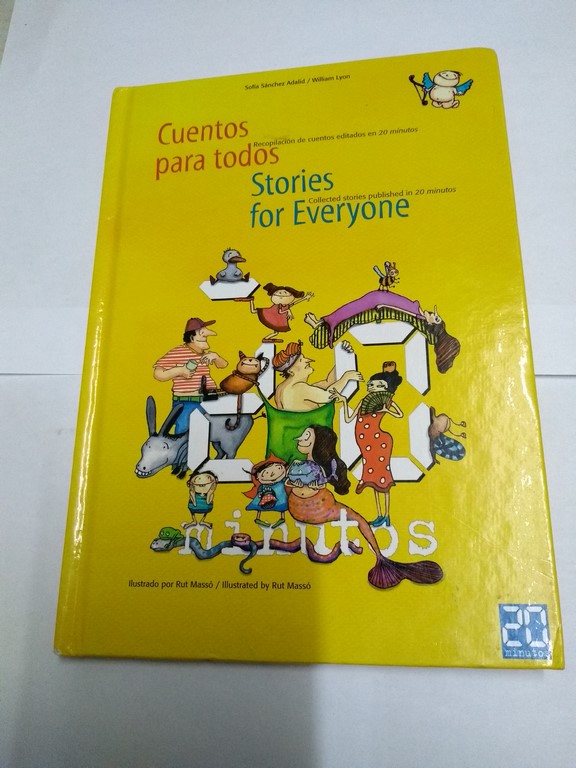 Sofía Sánchez Adalid / William Lyon
Cuentos
para todos
Recopilación de cuentos editados en 20 minutos
Stories
for Everyone
Collected stories published in 20 minutos
20
minutos
Ilustrado por Rut Massó / Illustrated by Rut Massó
20
minutos